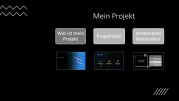 Mein Projekt
Was ist mein
Projekt
Projektziele
Verwendete
Materialien